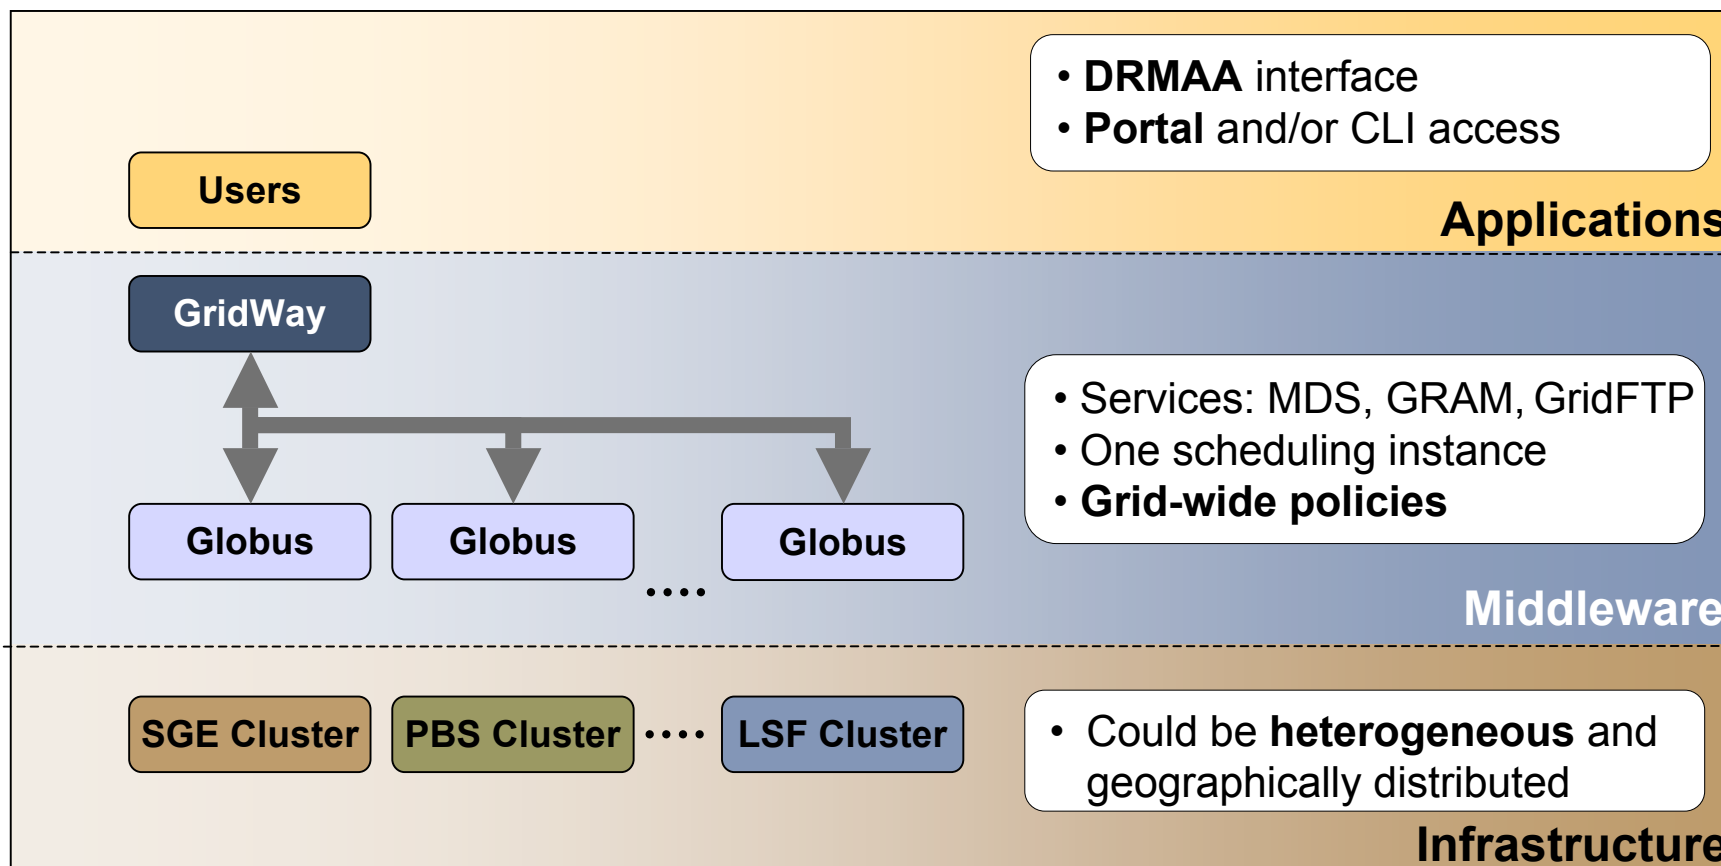 • DRMAA interface
• Portal and/or CLI access
Users
Applications
GridWay
• Services: MDS, GRAM, GridFTP
• One scheduling instance
• Grid-wide policies
Globus Globus .... Globus
Middleware
SGE Cluster PBS Cluster .... LSF Cluster
• Could be heterogeneous and
geographically distributed
Infrastructure